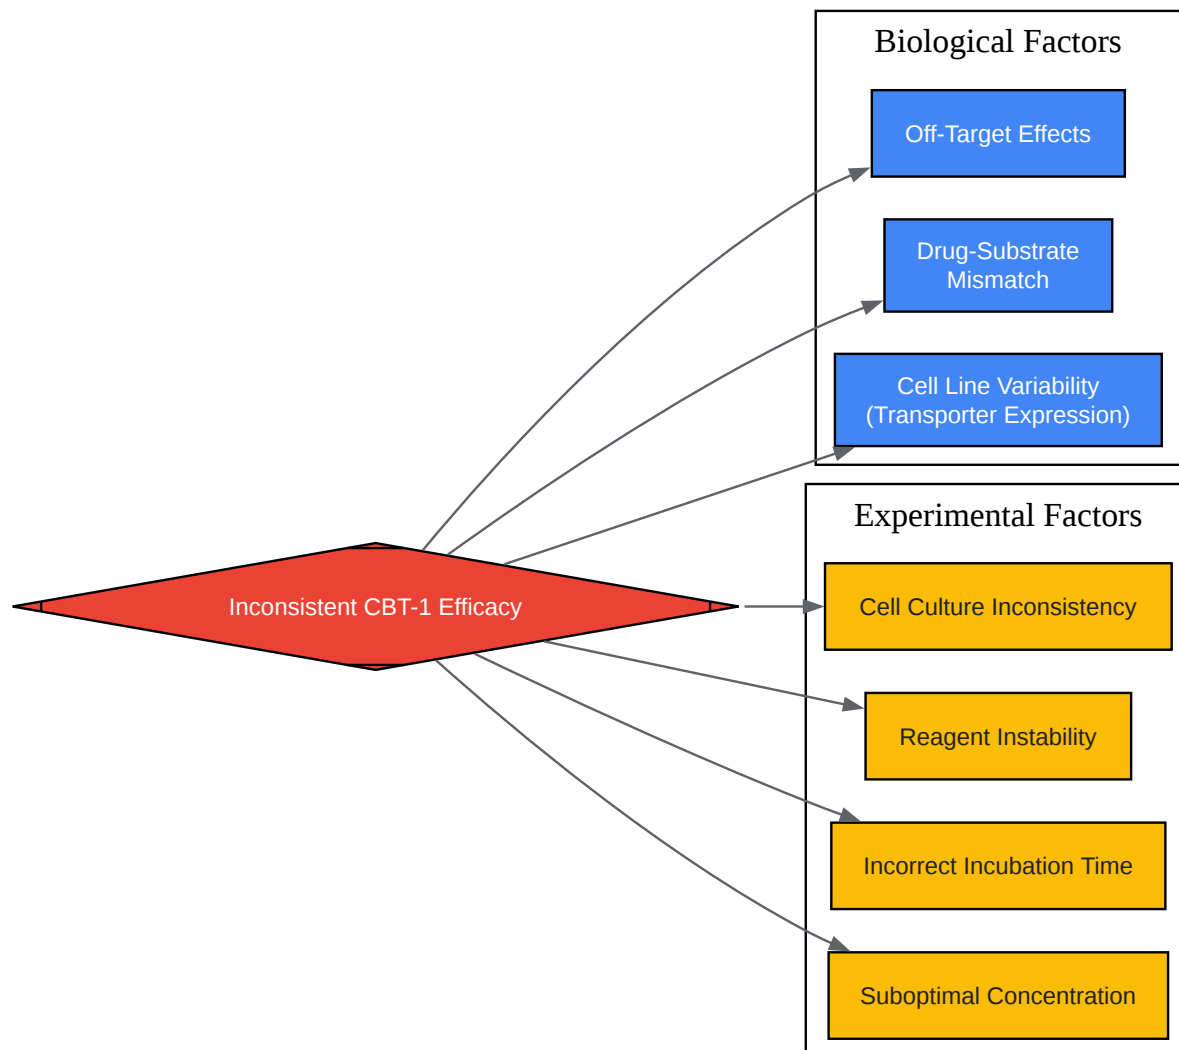 Biological Factors
Off-Target Effects
Drug-Substrate
Mismatch
Cell Line Variability
(Transporter Expression)
Experimental Factors
Inconsistent CBT-1 Efficacy
Cell Culture Inconsistency
Reagent Instability
Incorrect Incubation Time
Suboptimal Concentration